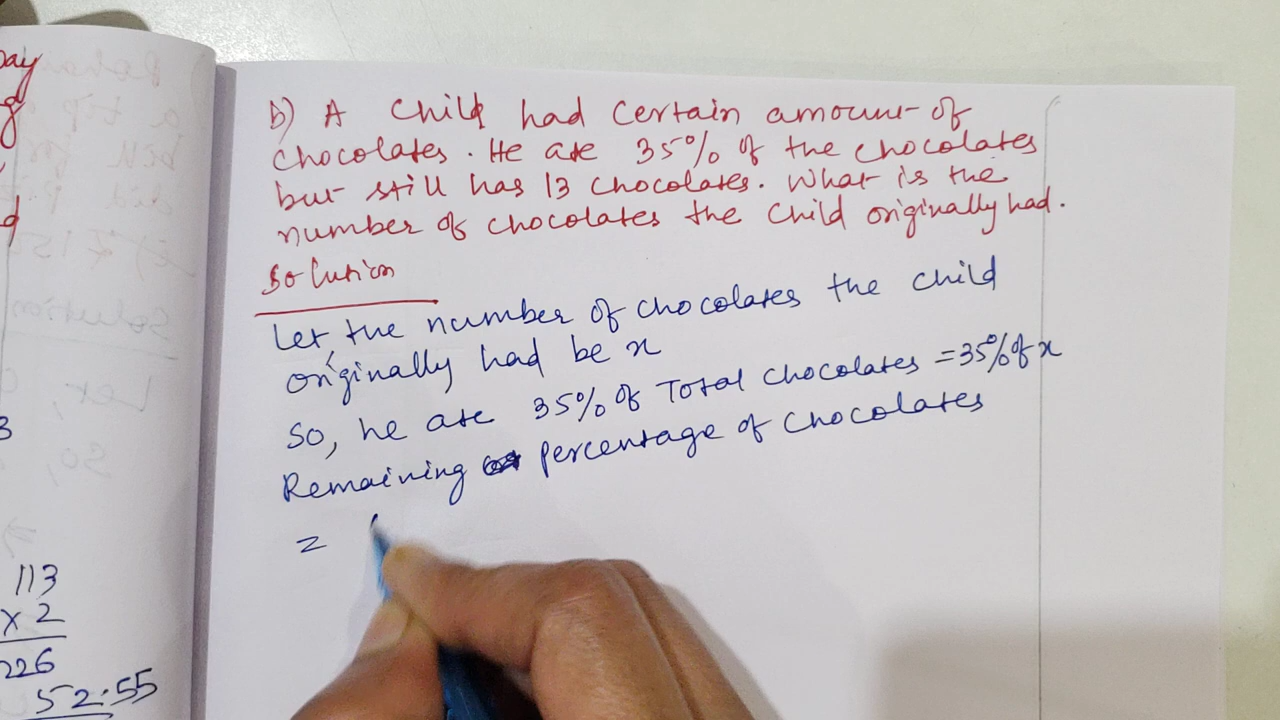 Day
g
d
3
113
x 2
226
52.55
b) A Child had Certain amount of
Chocolates. He ate 35% of the Chocolates
but still has 13 Chocolates. What is the
number of chocolates the Child originally had.
Solution
Let, the number of chocolates the child
originally had be x
So, he ate 35% of Total Chocolates = 35% of x
Remaining percentage of Chocolates
= (